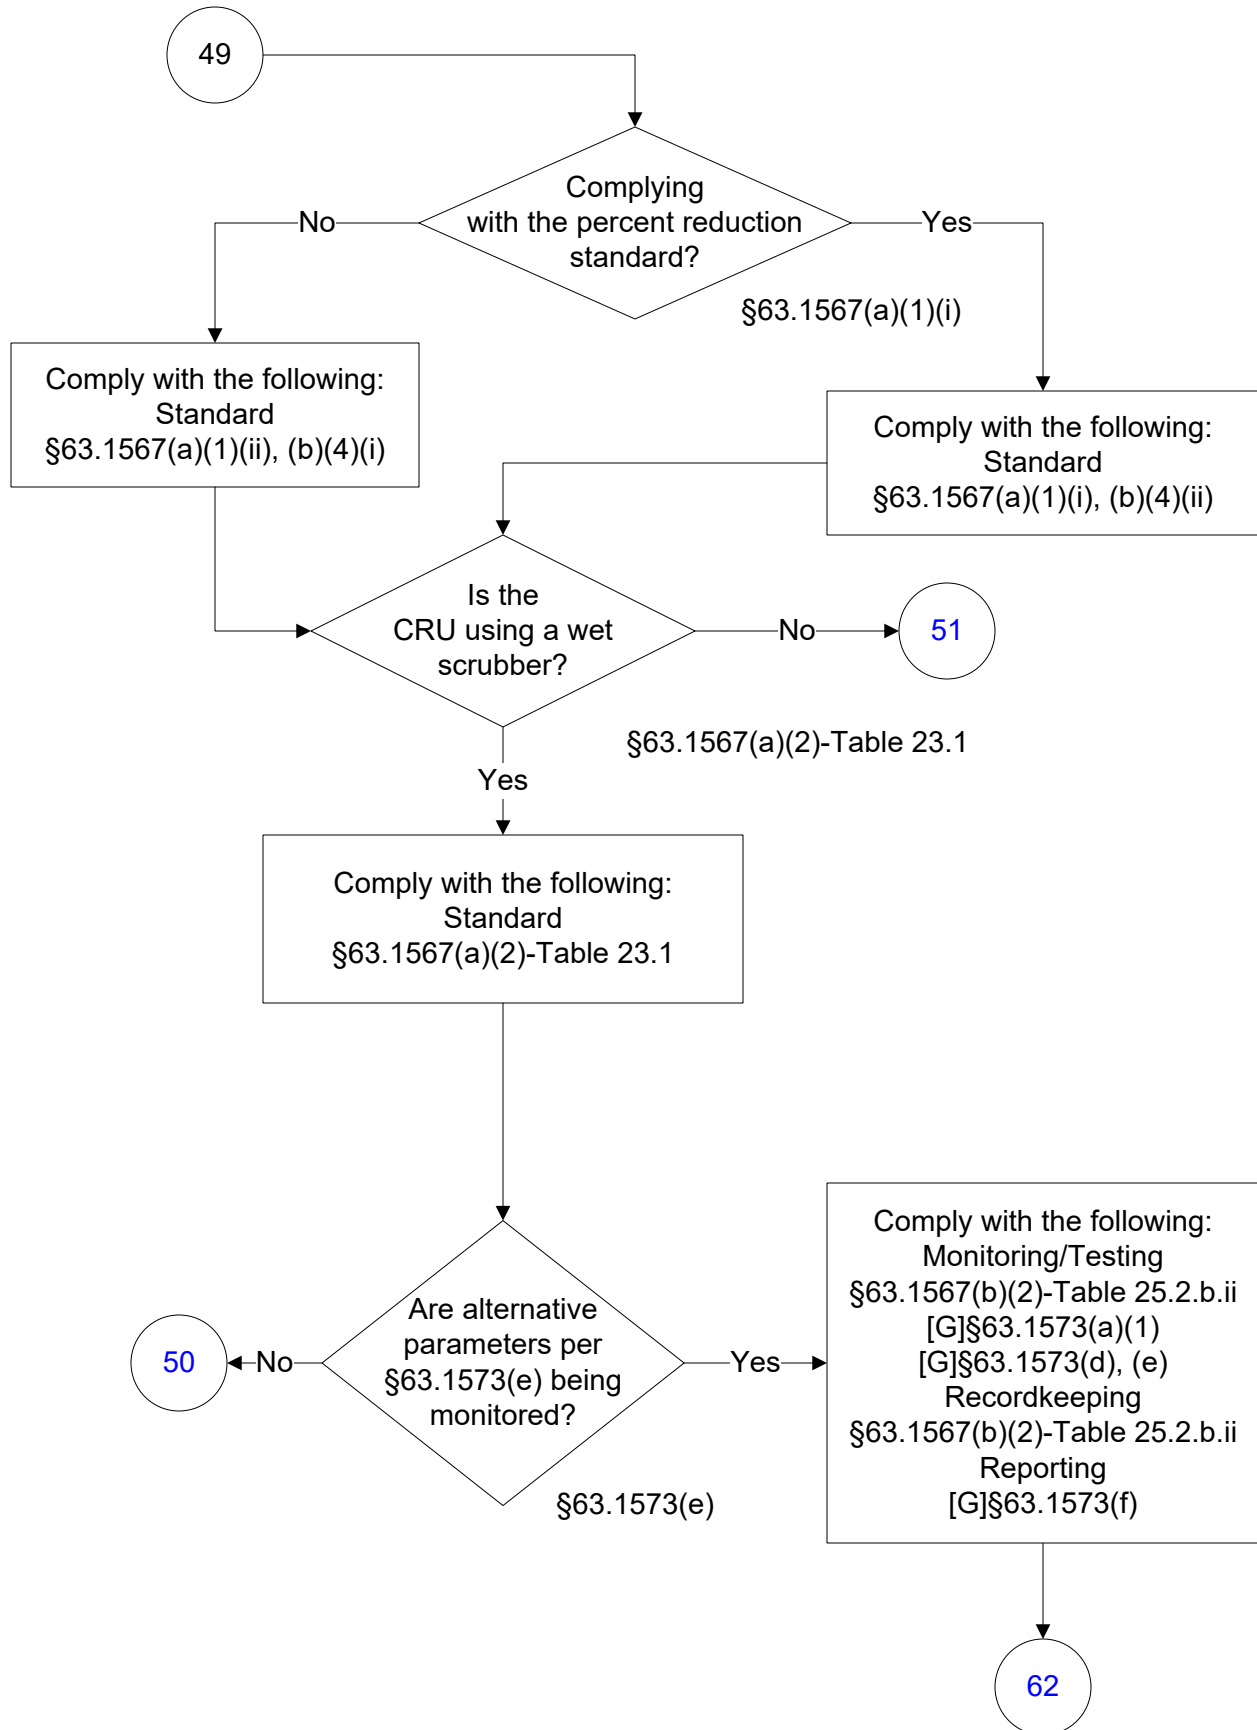 49
Complying
with the percent reduction
standard?
No
Yes
§63.1567(a)(1)(i)
Comply with the following:
Standard
§63.1567(a)(1)(ii), (b)(4)(i)
Comply with the following:
Standard
§63.1567(a)(1)(i), (b)(4)(ii)
Is the
CRU using a wet
scrubber?
No
51
§63.1567(a)(2)-Table 23.1
Yes
Comply with the following:
Standard
§63.1567(a)(2)-Table 23.1
Are alternative
parameters per
§63.1573(e) being
monitored?
No
50
Yes
§63.1573(e)
Comply with the following:
Monitoring/Testing
§63.1567(b)(2)-Table 25.2.b.ii
[G]§63.1573(a)(1)
[G]§63.1573(d), (e)
Recordkeeping
§63.1567(b)(2)-Table 25.2.b.ii
Reporting
[G]§63.1573(f)
62